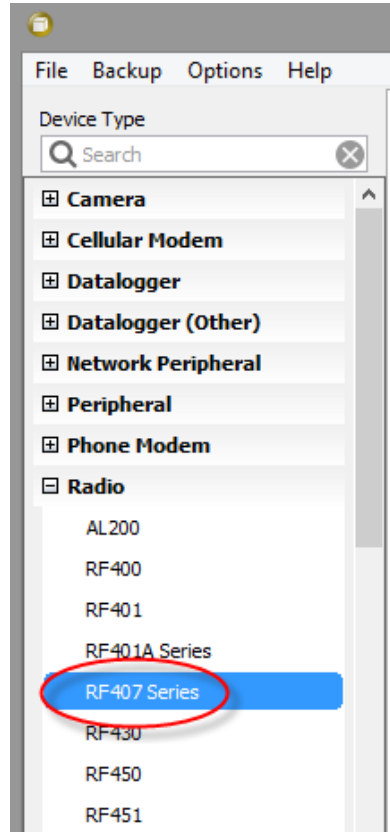 File Backup Options Help
Device Type
Search
Camera
Cellular Modem
Datalogger
Datalogger (Other)
Network Peripheral
Peripheral
Phone Modem
Radio
AL200
RF400
RF401
RF401A Series
RF407 Series
RF430
RF450
RF451